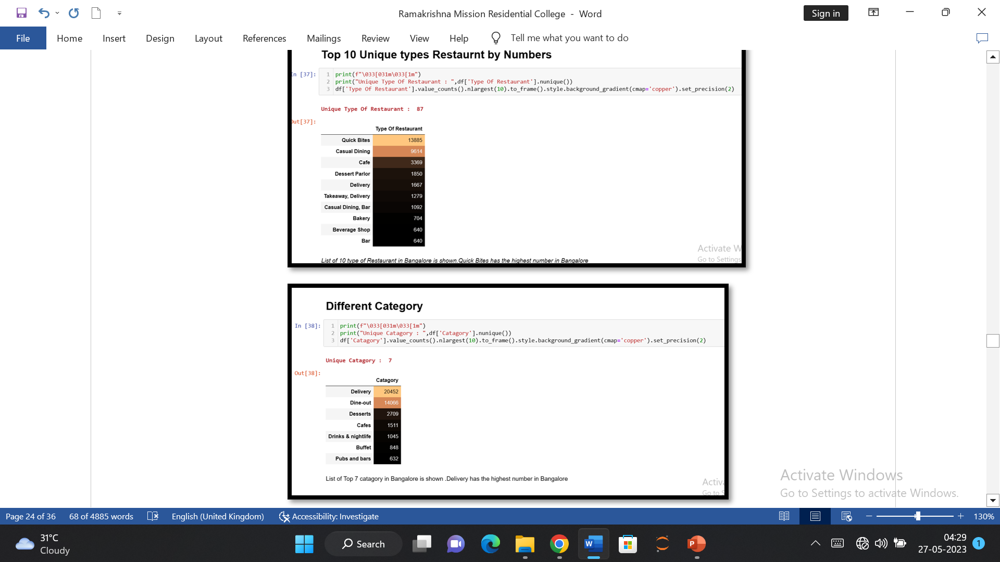 Ramakrishna Mission Residential College - Word
Sign in
File Home Insert Design Layout References Mailings Review View Help Tell me what you want to do
Top 10 Unique types Restaurnt by Numbers
In [37]:
1 print(f"\033[031m\033[1m")
2 print("Unique Type Of Restaurant : ",df['Type Of Restaurant'].nunique())
3 df['Type Of Restaurant'].value_counts().nlargest(10).to_frame().style.background_gradient(cmap='copper').set_precision(2)
Unique Type Of Restaurant : 87
Out[37]:
Type Of Restaurant
Quick Bites 13885
Casual Dining 9614
Cafe 3369
Dessert Parlor 1850
Delivery 1667
Takeaway, Delivery 1279
Casual Dining, Bar 1092
Bakery 704
Beverage Shop 640
Bar 640
Activate W
Go to Settings
List of 10 type of Restaurant in Bangalore is shown.Quick Bites has the highest number in Bangalore
Different Category
In [38]:
1 print(f"\033[031m\033[1m")
2 print("Unique Catagory : ",df['Catagory'].nunique())
3 df['Catagory'].value_counts().nlargest(10).to_frame().style.background_gradient(cmap='copper').set_precision(2)
Unique Catagory : 7
Out[38]:
Catagory
Delivery 20452
Dine-out 14066
Desserts 2709
Cafes 1511
Drinks & nightlife 1045
Buffet 848
Pubs and bars 632
List of Top 7 catagory in Bangalore is shown .Delivery has the highest number in Bangalore
Activa
Go to S
Activate Windows
Go to Settings to activate Windows.
Page 24 of 36 68 of 4885 words English (United Kingdom) Accessibility: Investigate 130%
31°C
Cloudy
Search
04:29
27-05-2023
1